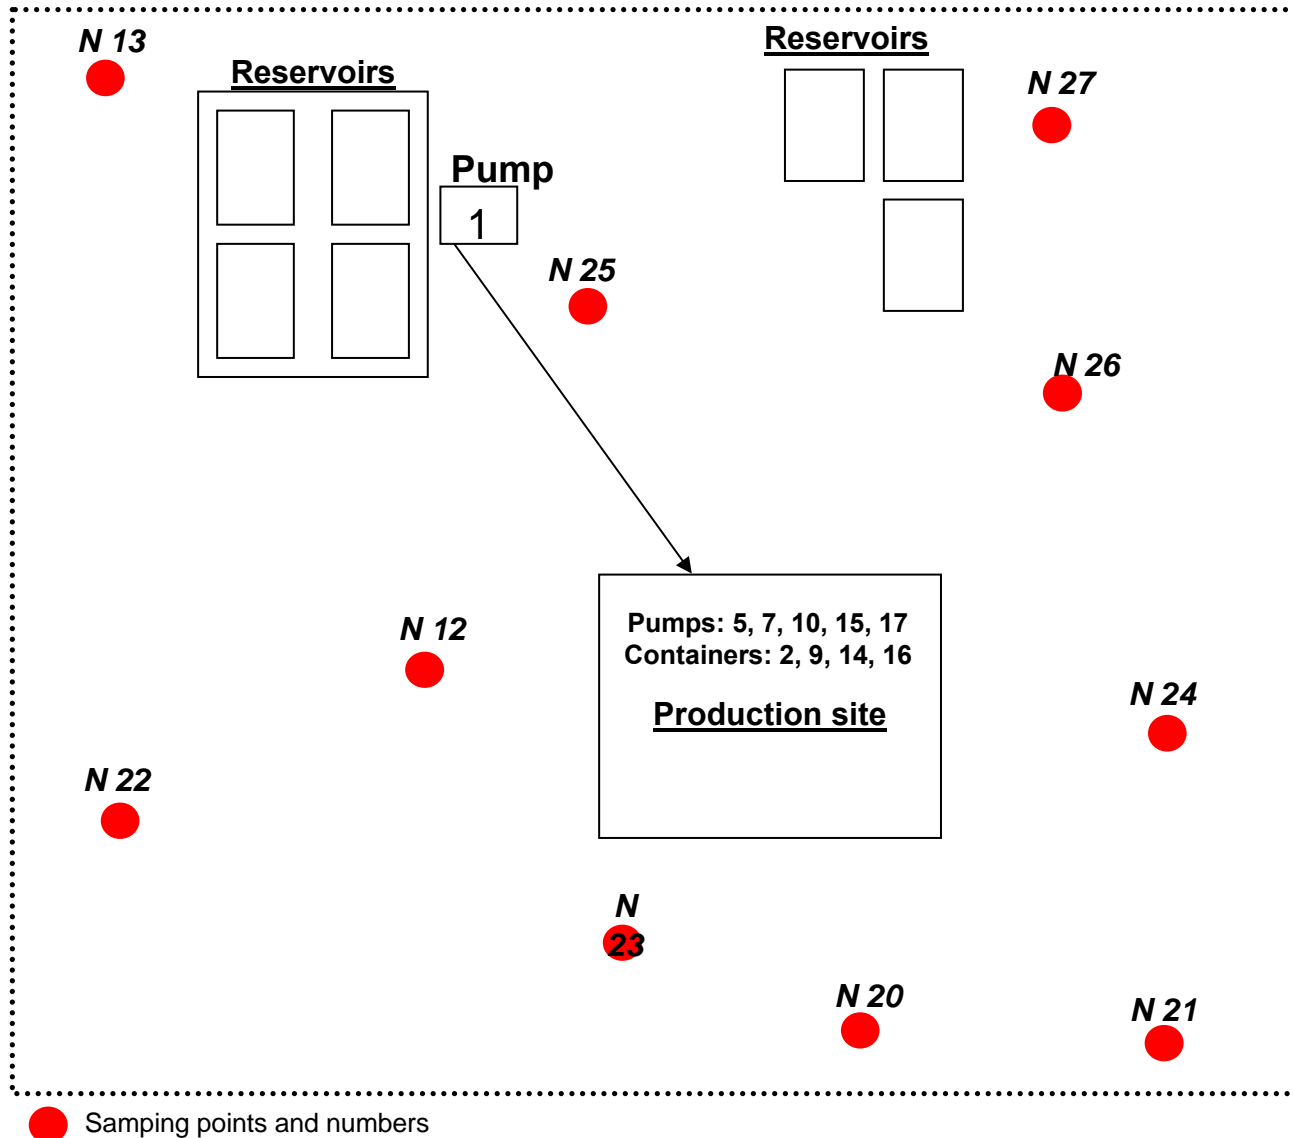 N 13
Reservoirs
Reservoirs
N 27
Pump
1
N 25
N 26
Pumps: 5, 7, 10, 15, 17
Containers: 2, 9, 14, 16
Production site
N 12
N 24
N 22
N
23
N 20
N 21
Samping points and numbers